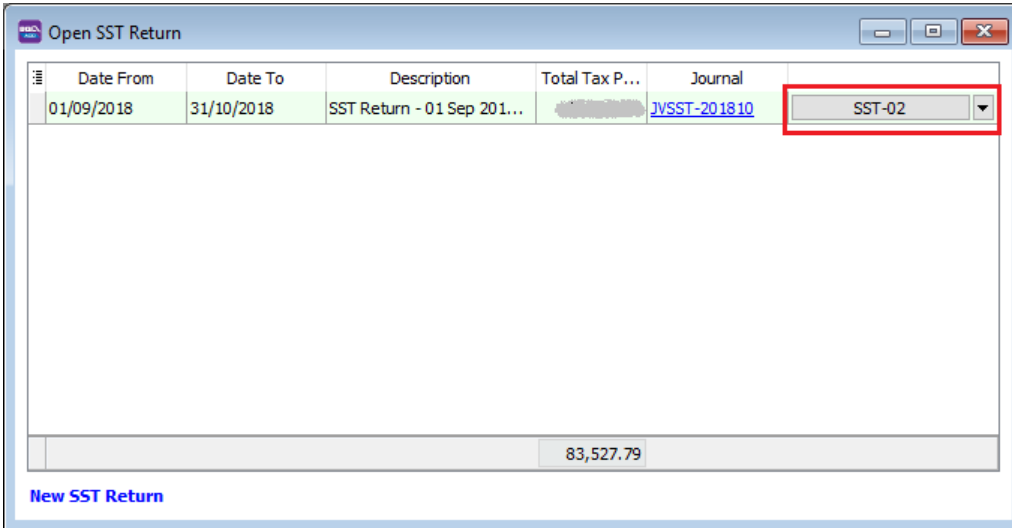 Open SST Return
Date From Date To Description Total Tax P... Journal
01/09/2018 31/10/2018 SST Return - 01 Sep 201... JVSST-201810 SST-02
83,527.79
New SST Return